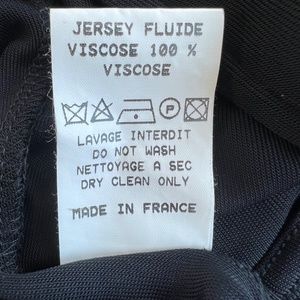 JERSEY FLUIDE
VISCOSE 100 %
VISCOSE
P
LAVAGE INTERDIT
DO NOT WASH
NETTOYAGE A SEC
DRY CLEAN ONLY
MADE IN FRANCE